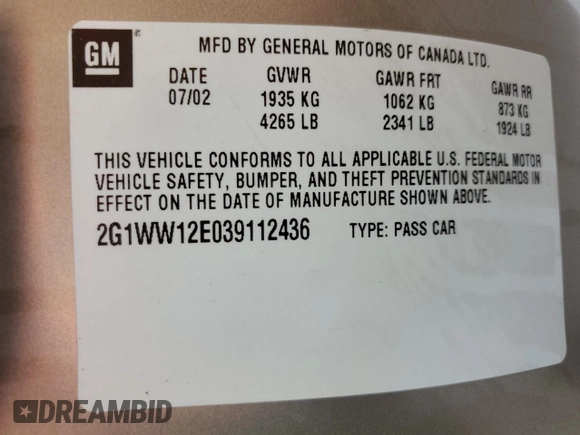 GM ®
MFD BY GENERAL MOTORS OF CANADA LTD.
DATE GVWR GAWR FRT GAWR RR
07/02 1935 KG 1062 KG 873 KG
4265 LB 2341 LB 1924 LB
THIS VEHICLE CONFORMS TO ALL APPLICABLE U.S. FEDERAL MOTOR
VEHICLE SAFETY, BUMPER, AND THEFT PREVENTION STANDARDS IN
EFFECT ON THE DATE OF MANUFACTURE SHOWN ABOVE.
2G1WW12E039112436 TYPE: PASS CAR
DREAMBID